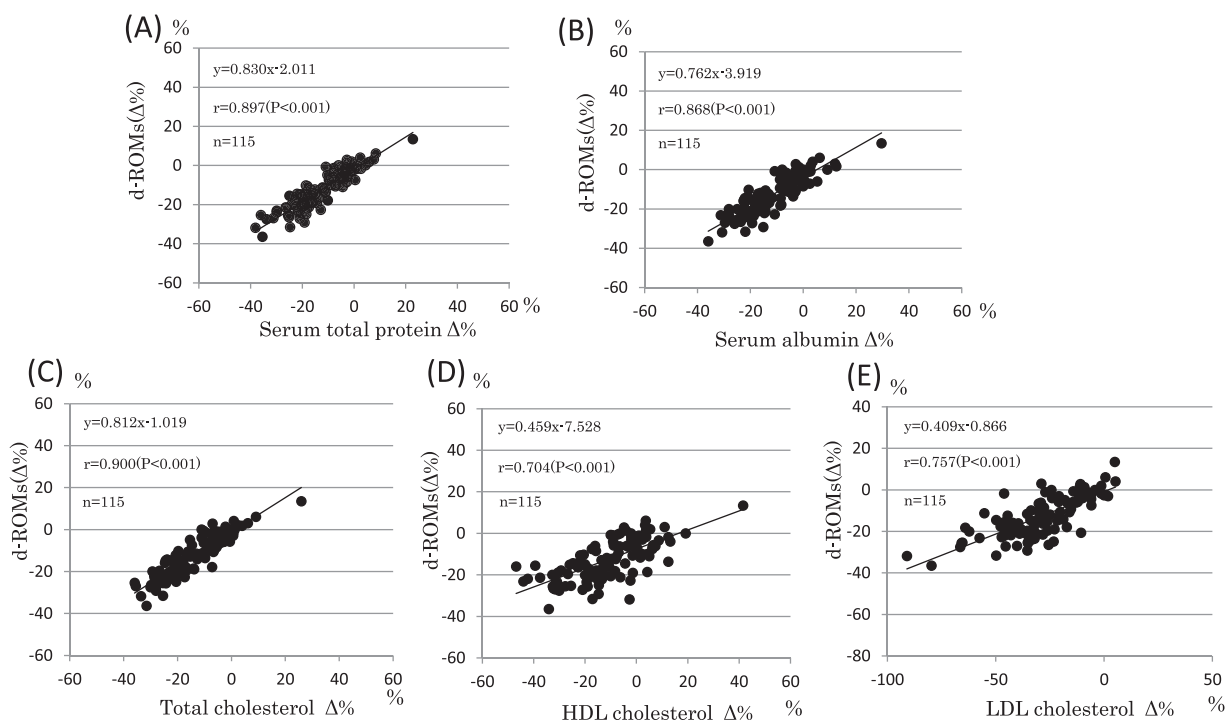 (A)
%
60
40
20
0
-20
-40
-60
d-ROMs(Δ%)
y=0.830x-2.011
r=0.897(P<0.001)
n=115
-60 -40 -20 0 20 40 60 %
Serum total protein Δ%
(B)
%
60
40
20
0
-20
-40
-60
d-ROMs(Δ%)
y=0.762x-3.919
r=0.868(P<0.001)
n=115
-60 -40 -20 0 20 40 60 %
Serum albumin Δ%
(C)
%
60
40
20
0
-20
-40
-60
d-ROMs(Δ%)
y=0.812x-1.019
r=0.900(P<0.001)
n=115
-60 -40 -20 0 20 40 60
Total cholesterol Δ% %
(D)
%
60
40
20
0
-20
-40
-60
d-ROMs(Δ%)
y=0.459x-7.528
r=0.704(P<0.001)
n=115
-60 -40 -20 0 20 40 60
HDL cholesterol Δ% %
(E)
%
40
20
0
-20
-40
-60
-80
d-ROMs(Δ%)
y=0.409x-0.866
r=0.757(P<0.001)
n=115
-100 -50 0 50
LDL cholesterol Δ% %